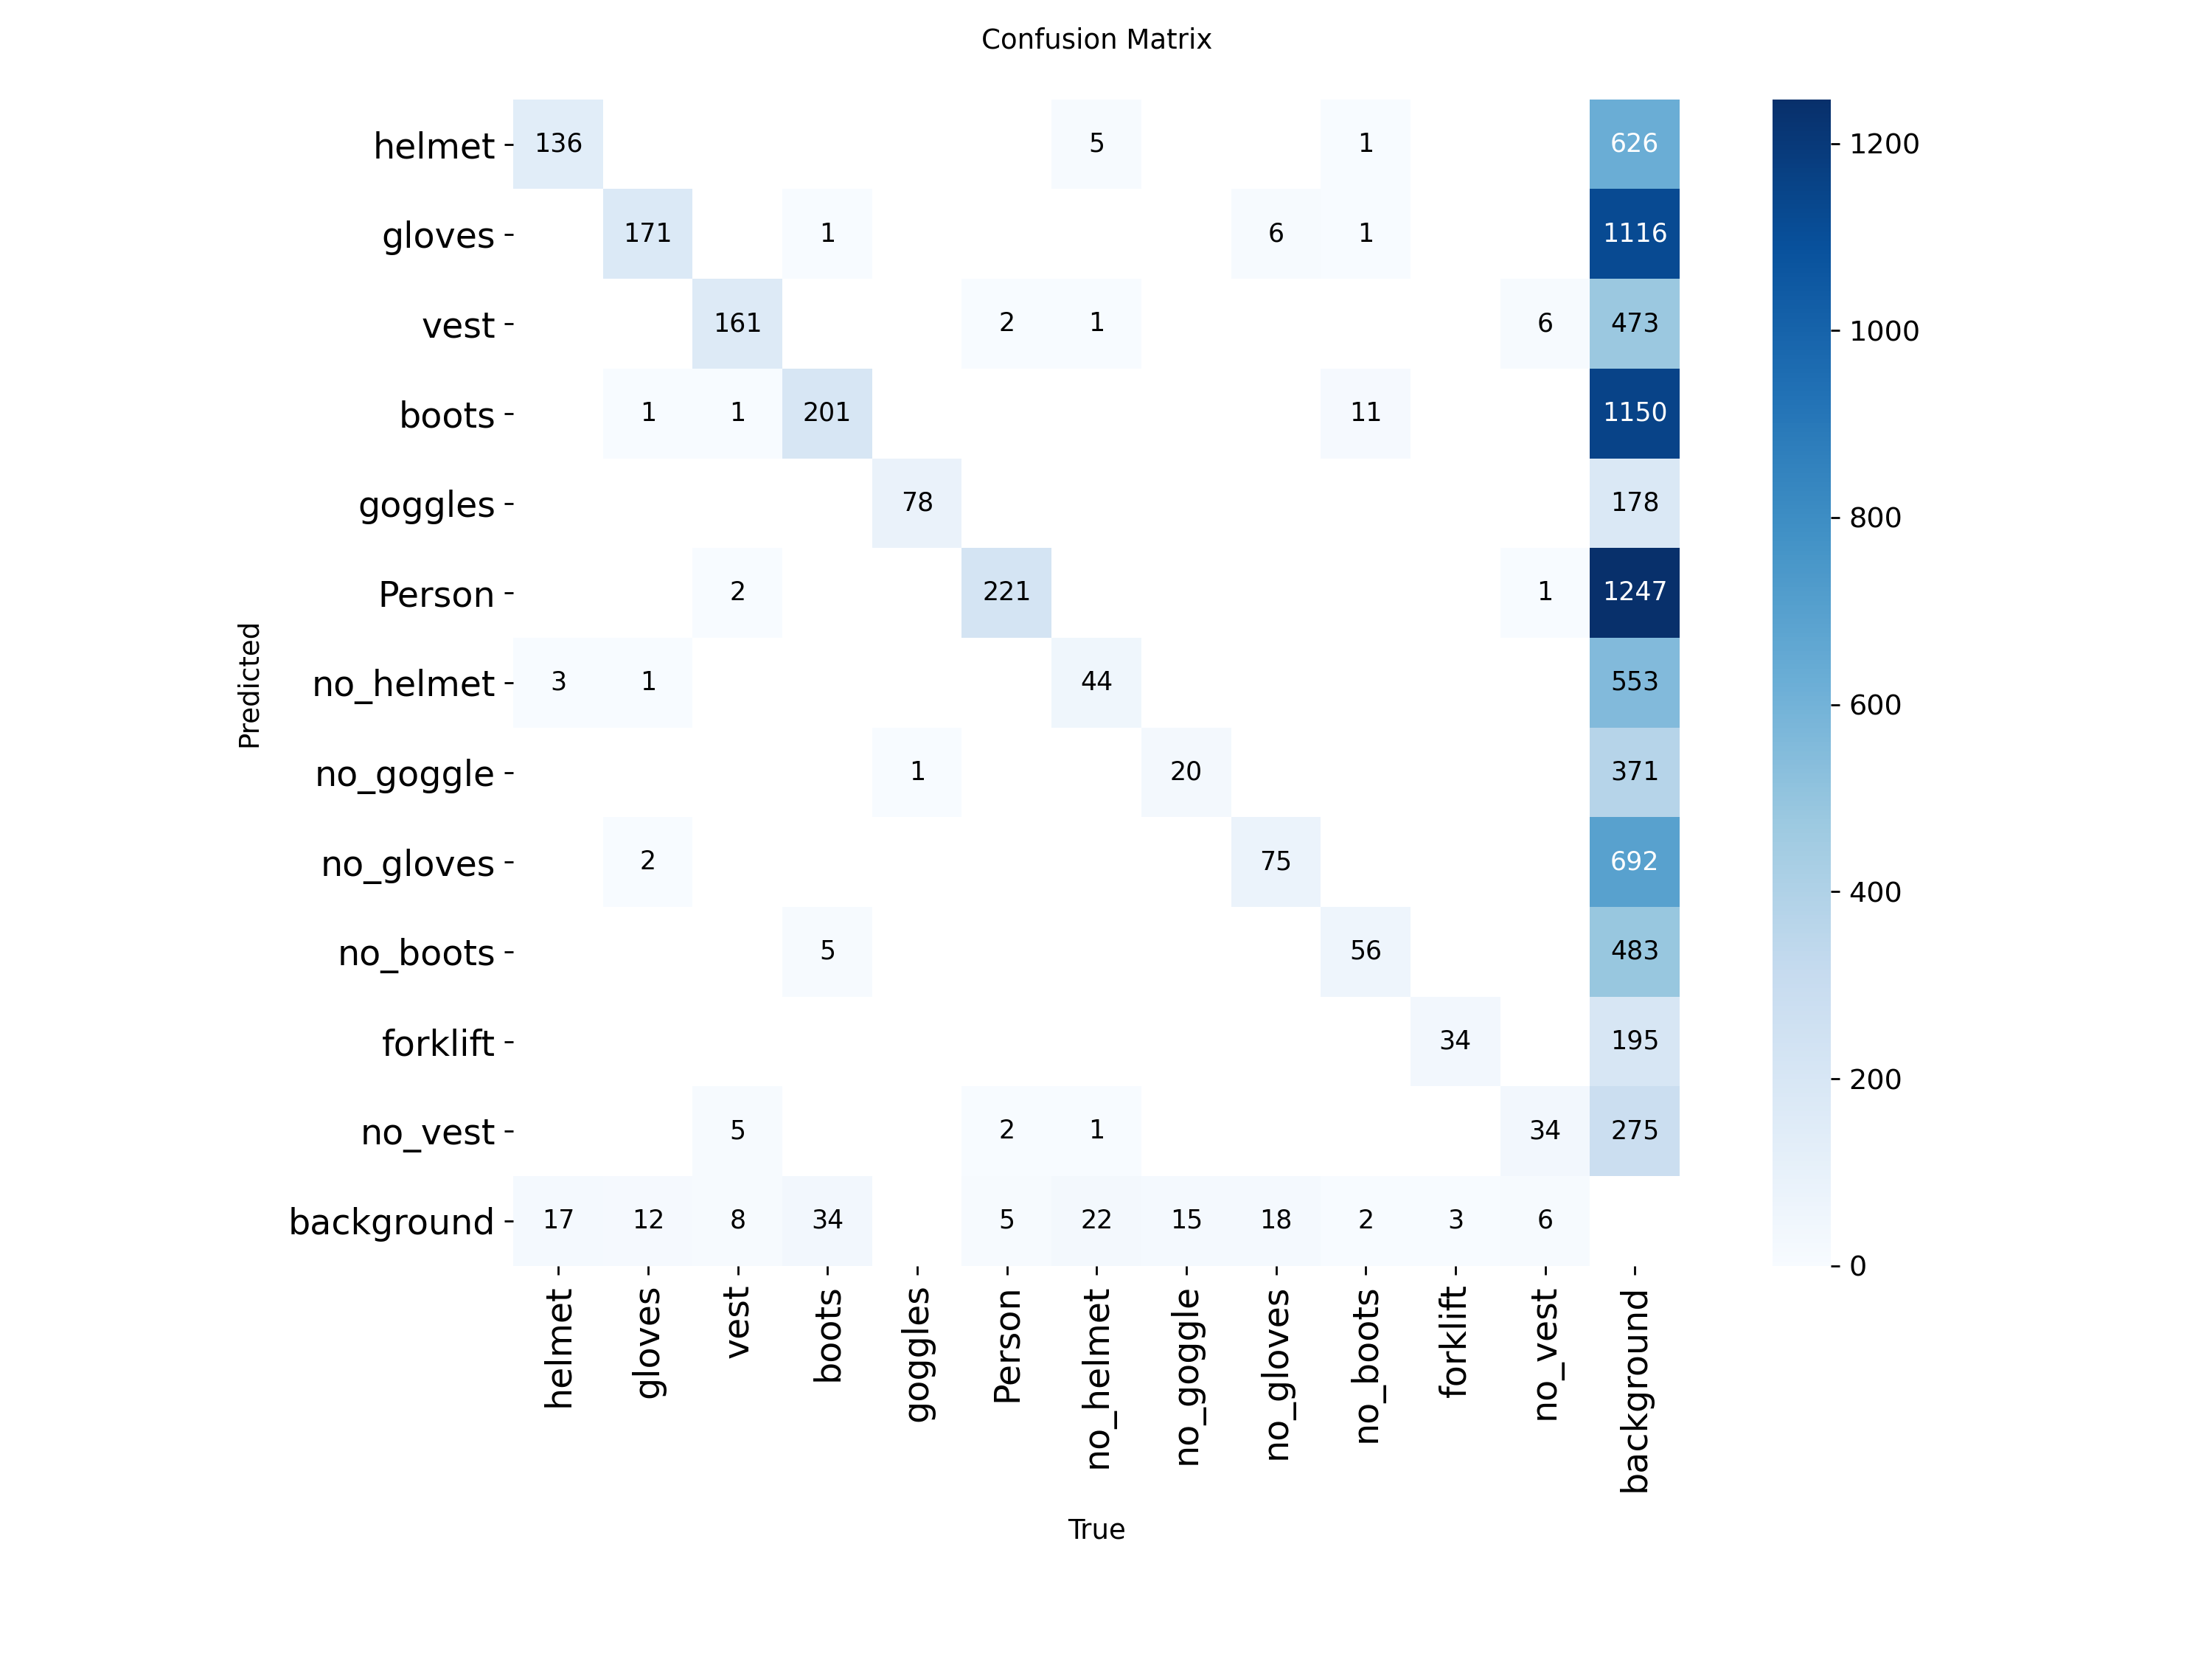 Confusion Matrix
helmet 136 5 1 626
gloves 171 1 6 1 1116
vest 161 2 1 6 473
boots 1 1 201 11 1150
goggles 78 178
Person 2 221 1 1247
no_helmet 3 1 44 553
no_goggle 1 20 371
no_gloves 2 75 692
no_boots 5 56 483
forklift 34 195
no_vest 5 2 1 34 275
background 17 12 8 34 5 22 15 18 2 3 6
Predicted
helmet gloves vest boots goggles Person no_helmet no_goggle no_gloves no_boots forklift no_vest background
True
1200
1000
800
600
400
200
0